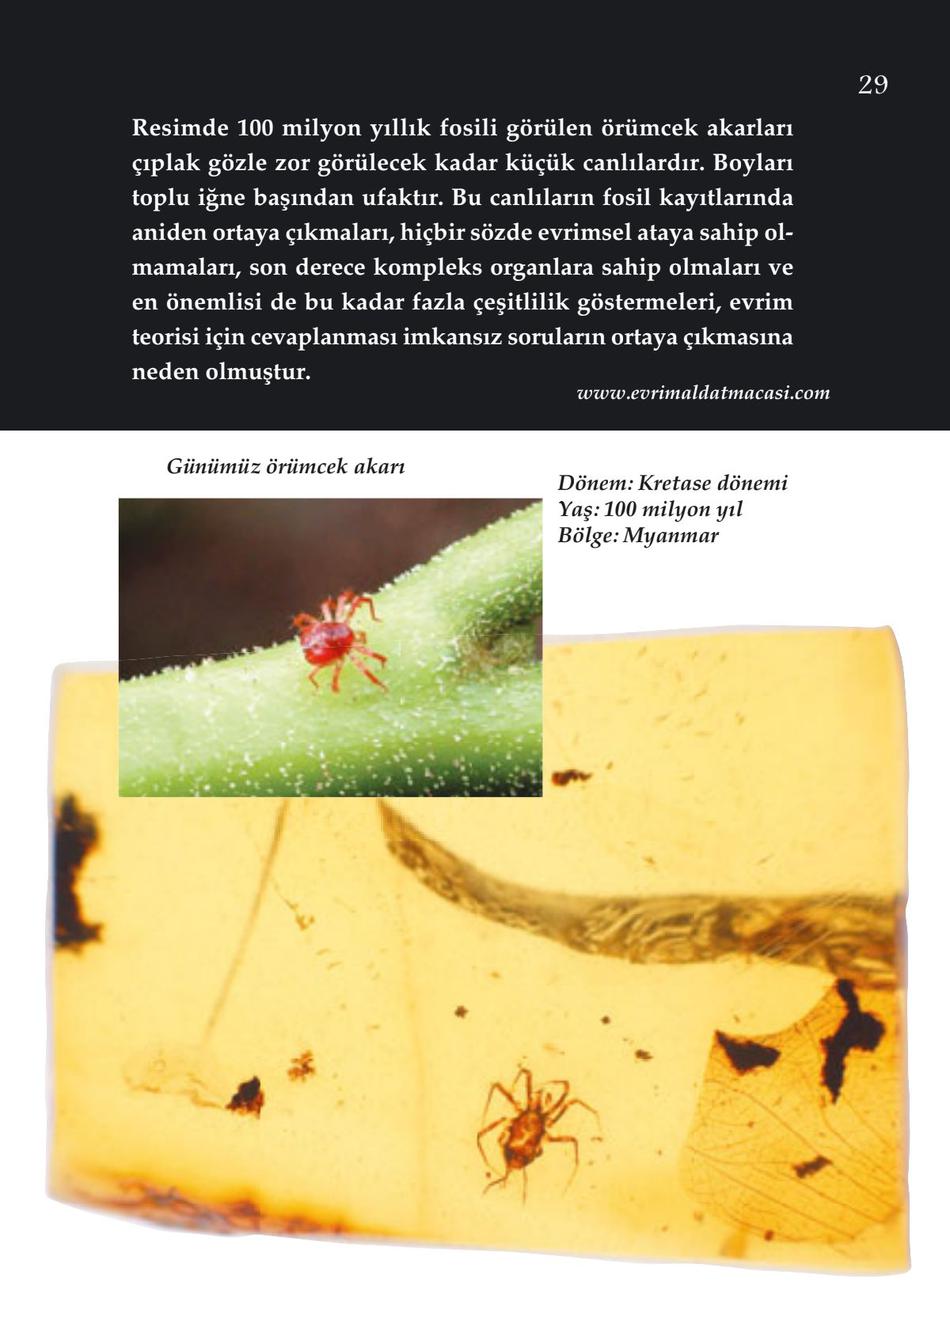 29
Resimde 100 milyon yıllık fosili görülen örümcek akarları
çıplak gözle zor görülecek kadar küçük canlılardır. Boyları
toplu iğne başından ufaktır. Bu canlıların fosil kayıtlarında
aniden ortaya çıkmaları, hiçbir sözde evrimsel ataya sahip ol-
mamaları, son derece kompleks organlara sahip olmaları ve
en önemlisi de bu kadar fazla çeşitlilik göstermeleri, evrim
teorisi için cevaplanması imkansız soruların ortaya çıkmasına
neden olmuştur.
www.evrimaldatmacasi.com
Günümüz örümcek akarı
Dönem: Kretase dönemi
Yaş: 100 milyon yıl
Bölge: Myanmar